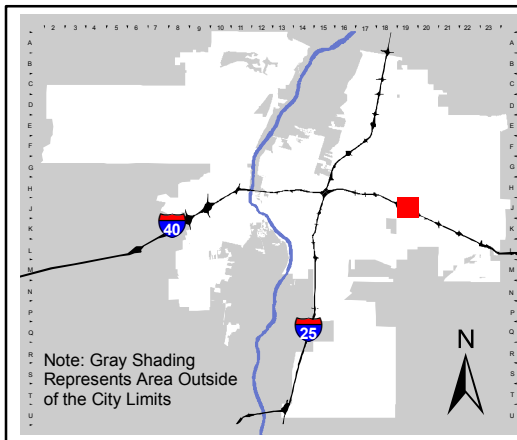 2 3 4 5 6 7 8 9 10 11 12 13 14 15 16 17 18 19 20 21 22 23
A A
B B
C C
D D
E E
F F
G G
H H
J J
K K
L L
M M
N N
P P
Q Q
R R
S S
T T
U U
40
25
N
Note: Gray Shading
Represents Area Outside
of the City Limits